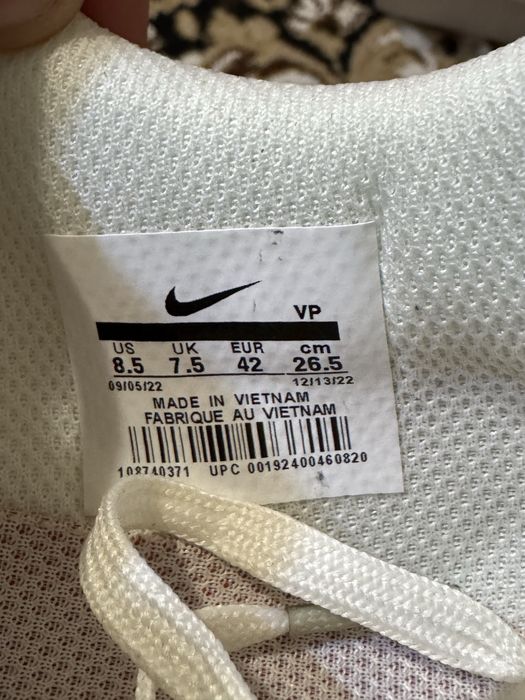 VP
US UK EUR cm
8.5 7.5 42 26.5
09/05/22 12/13/22
MADE IN VIETNAM
FABRIQUE AU VIETNAM
108740371 UPC 00192400460820